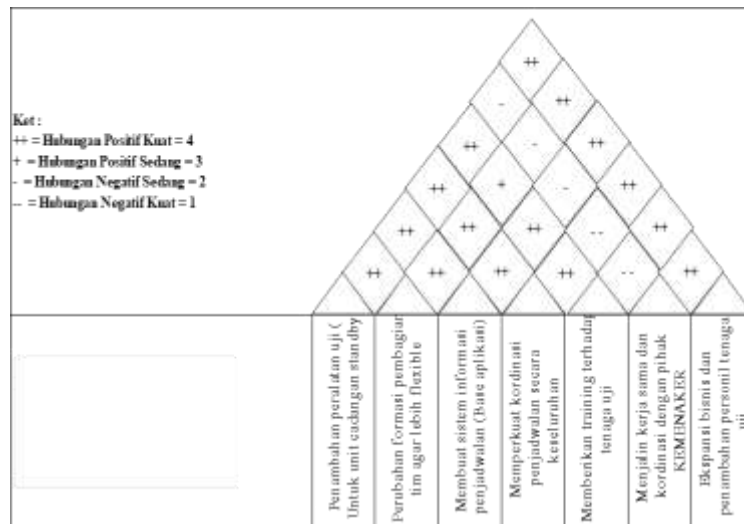 Ket :
++ = Hubungan Positif Kuat = 4
+ = Hubungan Positif Sedang = 3
- = Hubungan Negatif Sedang = 2
-- = Hubungan Negatif Kuat = 1
++
- ++
++ - ++
++ + - ++
++ ++ ++ -- ++
++ ++ ++ ++ -- ++
Penambahan peralatan uji (
Untuk unit cadangan standby
Perubahan formasi pembagian
tim agar lebih flexible
Membuat sistem informasi
penjadwalan (Base aplikasi)
Memperkuat kordinasi
penjadwalan secara
keseluruhan
Memberikan training terhadap
tenaga uji
Menjalin kerja sama dan
kordinasi dengan pihak
KEMENAKER
Ekspansi bisnis dan
penambahan personil tenaga
uji